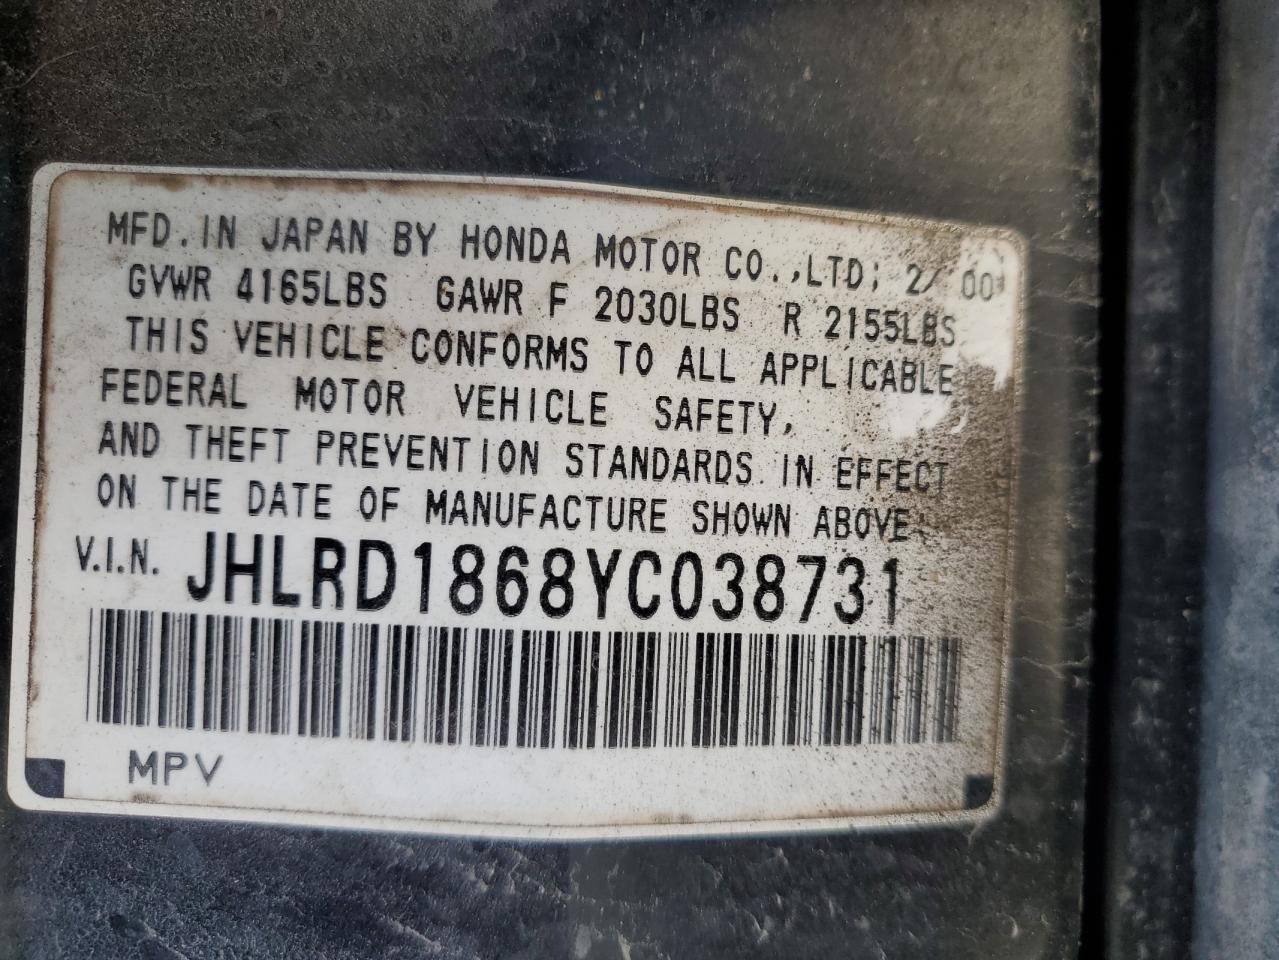 MFD. IN JAPAN BY HONDA MOTOR CO., LTD; 2/ 00
GVWR 4165LBS GAWR F 2030LBS R 2155LBS
THIS VEHICLE CONFORMS TO ALL APPLICABLE
FEDERAL MOTOR VEHICLE SAFETY,
AND THEFT PREVENTION STANDARDS IN EFFECT
ON THE DATE OF MANUFACTURE SHOWN ABOVE.
V.I.N. JHLRD1868YC038731
MPV